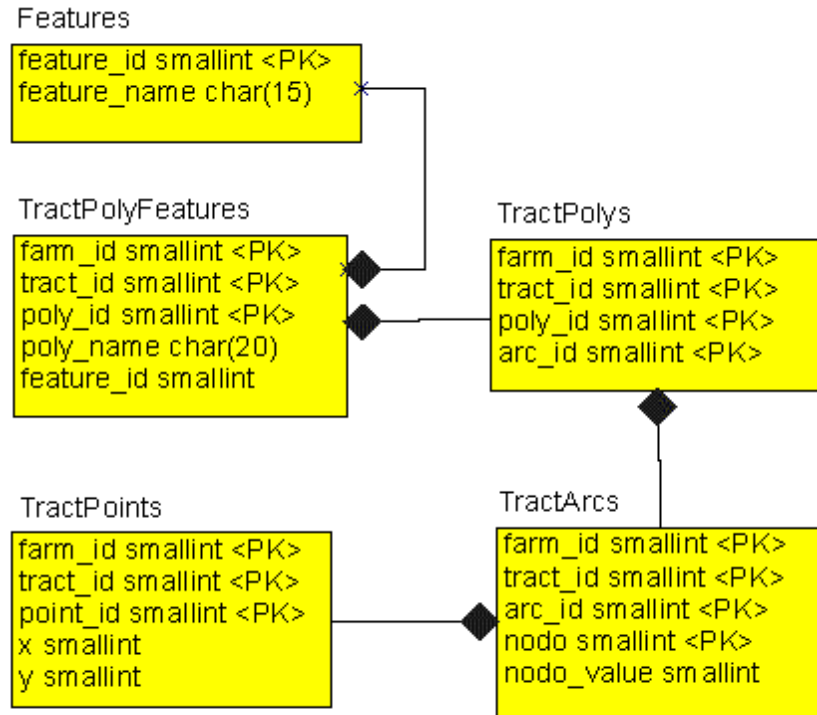 Features
feature_id smallint <PK>
feature_name char(15)
TractPolyFeatures
farm_id smallint <PK>
tract_id smallint <PK>
poly_id smallint <PK>
poly_name char(20)
feature_id smallint
TractPolys
farm_id smallint <PK>
tract_id smallint <PK>
poly_id smallint <PK>
arc_id smallint <PK>
TractPoints
farm_id smallint <PK>
tract_id smallint <PK>
point_id smallint <PK>
x smallint
y smallint
TractArcs
farm_id smallint <PK>
tract_id smallint <PK>
arc_id smallint <PK>
nodo smallint <PK>
nodo_value smallint